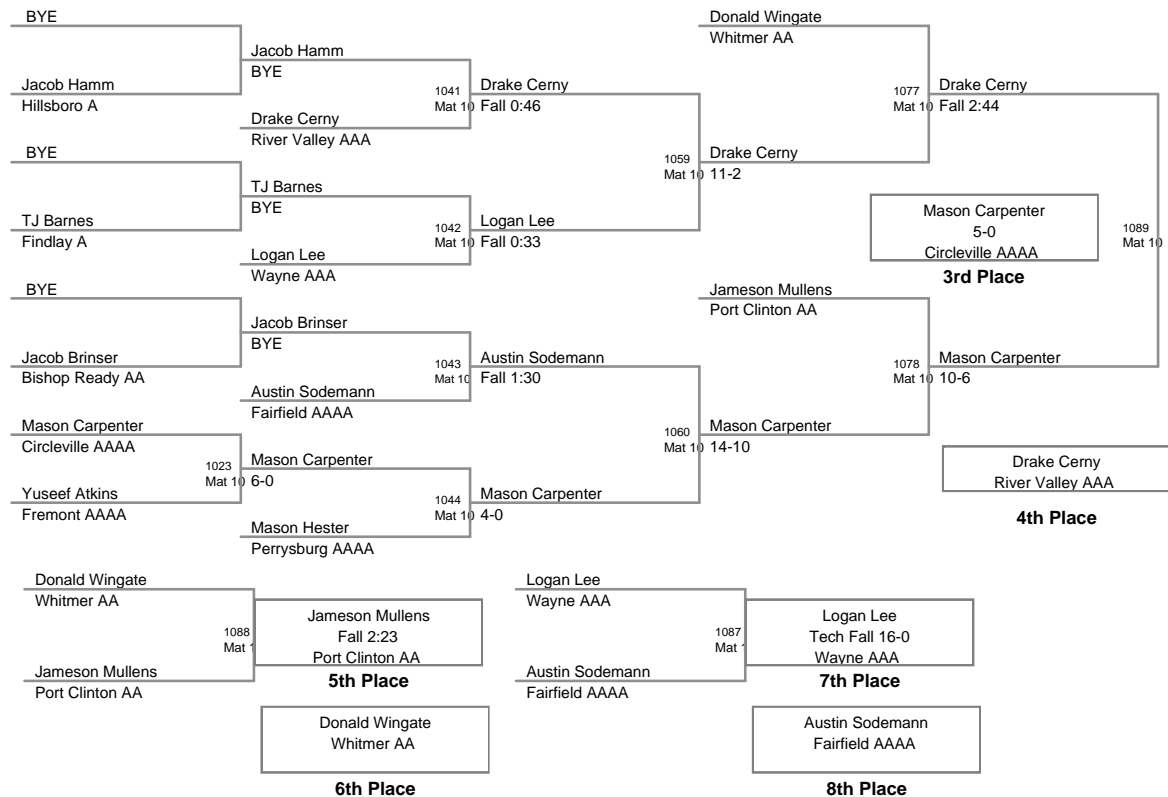 BYE
Jacob Hamm
Hillsboro A
BYE
TJ Barnes
Findlay A
BYE
Jacob Brinser
Bishop Ready AA
Mason Carpenter
Circleville AAAA
Yuseef Atkins
Fremont AAAA
Jacob Hamm
BYE
Drake Cerny
River Valley AAA
TJ Barnes
BYE
Logan Lee
Wayne AAA
Jacob Brinser
BYE
Austin Sodemann
Fairfield AAAA
1023
Mat 10
Mason Carpenter
6-0
Mason Hester
Perrysburg AAAA
1041
Mat 10
Drake Cerny
Fall 0:46
1042
Mat 10
Logan Lee
Fall 0:33
1043
Mat 10
Austin Sodemann
Fall 1:30
1044
Mat 10
Mason Carpenter
4-0
Donald Wingate
Whitmer AA
1059
Mat 10
Drake Cerny
11-2
Jameson Mullens
Port Clinton AA
1060
Mat 10
Mason Carpenter
14-10
1077
Mat 10
Drake Cerny
Fall 2:44
1078
Mat 10
Mason Carpenter
10-6
1089
Mat 10
Mason Carpenter
5-0
Circleville AAAA
3rd Place
Drake Cerny
River Valley AAA
4th Place
Donald Wingate
Whitmer AA
Jameson Mullens
Port Clinton AA
1088
Mat 1
Jameson Mullens
Fall 2:23
Port Clinton AA
5th Place
Donald Wingate
Whitmer AA
6th Place
Logan Lee
Wayne AAA
Austin Sodemann
Fairfield AAAA
1087
Mat 1
Logan Lee
Tech Fall 16-0
Wayne AAA
7th Place
Austin Sodemann
Fairfield AAAA
8th Place